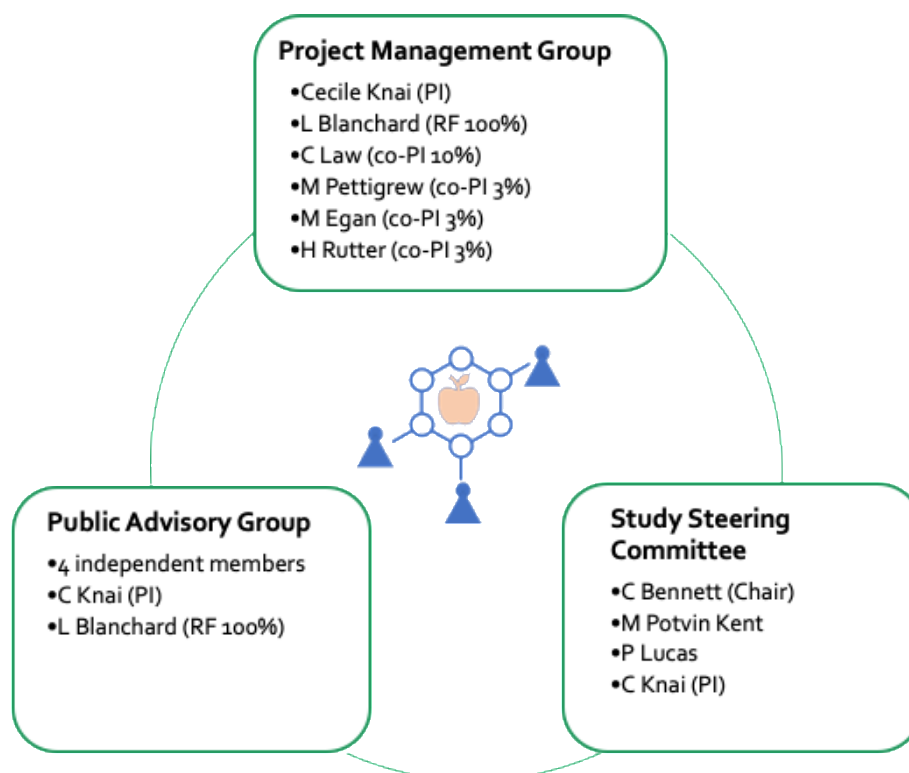 Project Management Group
•Cecile Knai (PI)
•L Blanchard (RF 100%)
•C Law (co-PI 10%)
•M Pettigrew (co-PI 3%)
•M Egan (co-PI 3%)
•H Rutter (co-PI 3%)
Public Advisory Group
•4 independent members
•C Knai (PI)
•L Blanchard (RF 100%)
Study Steering
Committee
•C Bennett (Chair)
•M Potvin Kent
•P Lucas
•C Knai (PI)